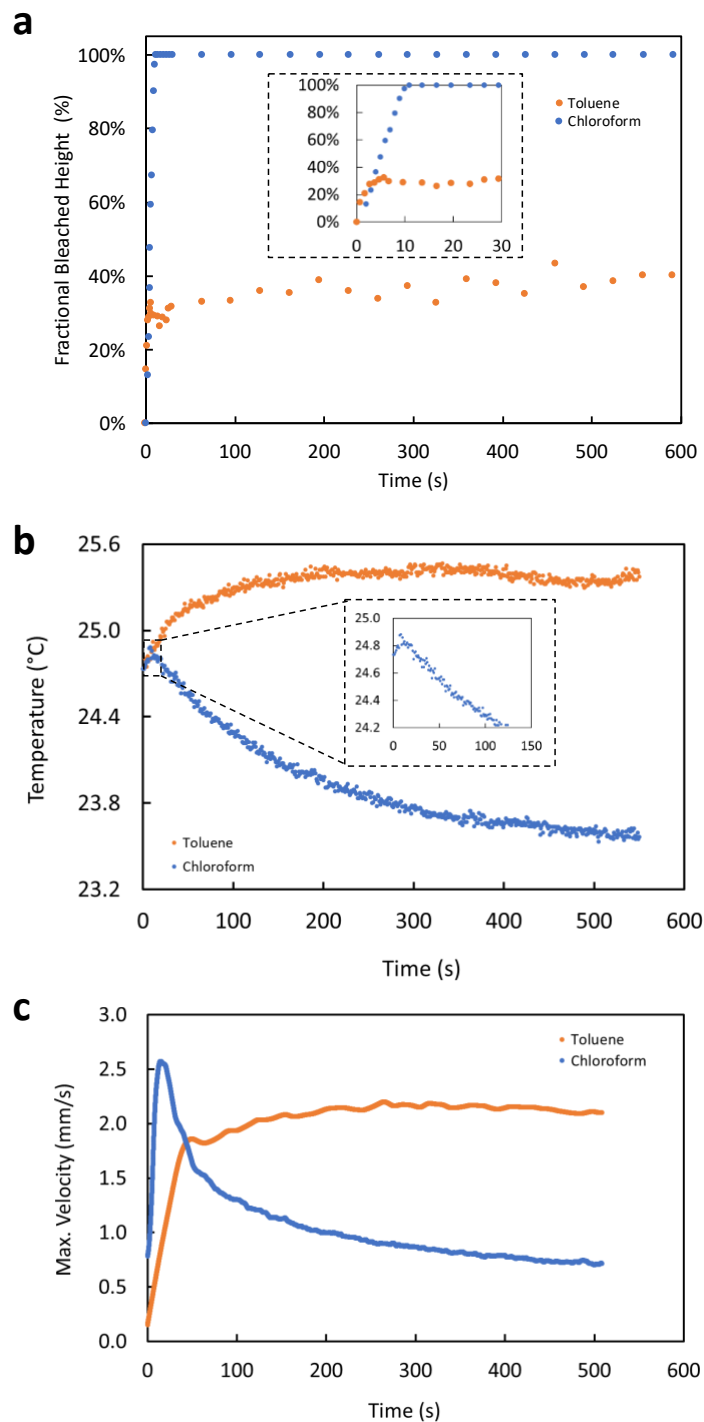 a
Fractional Bleached Height (%)
100%
80%
60%
40%
20%
0%
0 100 200 300 400 500 600
Time (s)
100%
80%
60%
40%
20%
0%
0 10 20 30
Toluene
Chloroform
b
Temperature (°C)
25.6
25.0
24.4
23.8
23.2
0 100 200 300 400 500 600
Time (s)
25.0
24.8
24.6
24.4
24.2
0 50 100 150
Toluene
Chloroform
c
Max. Velocity (mm/s)
3.0
2.5
2.0
1.5
1.0
0.5
0.0
0 100 200 300 400 500 600
Time (s)
Toluene
Chloroform